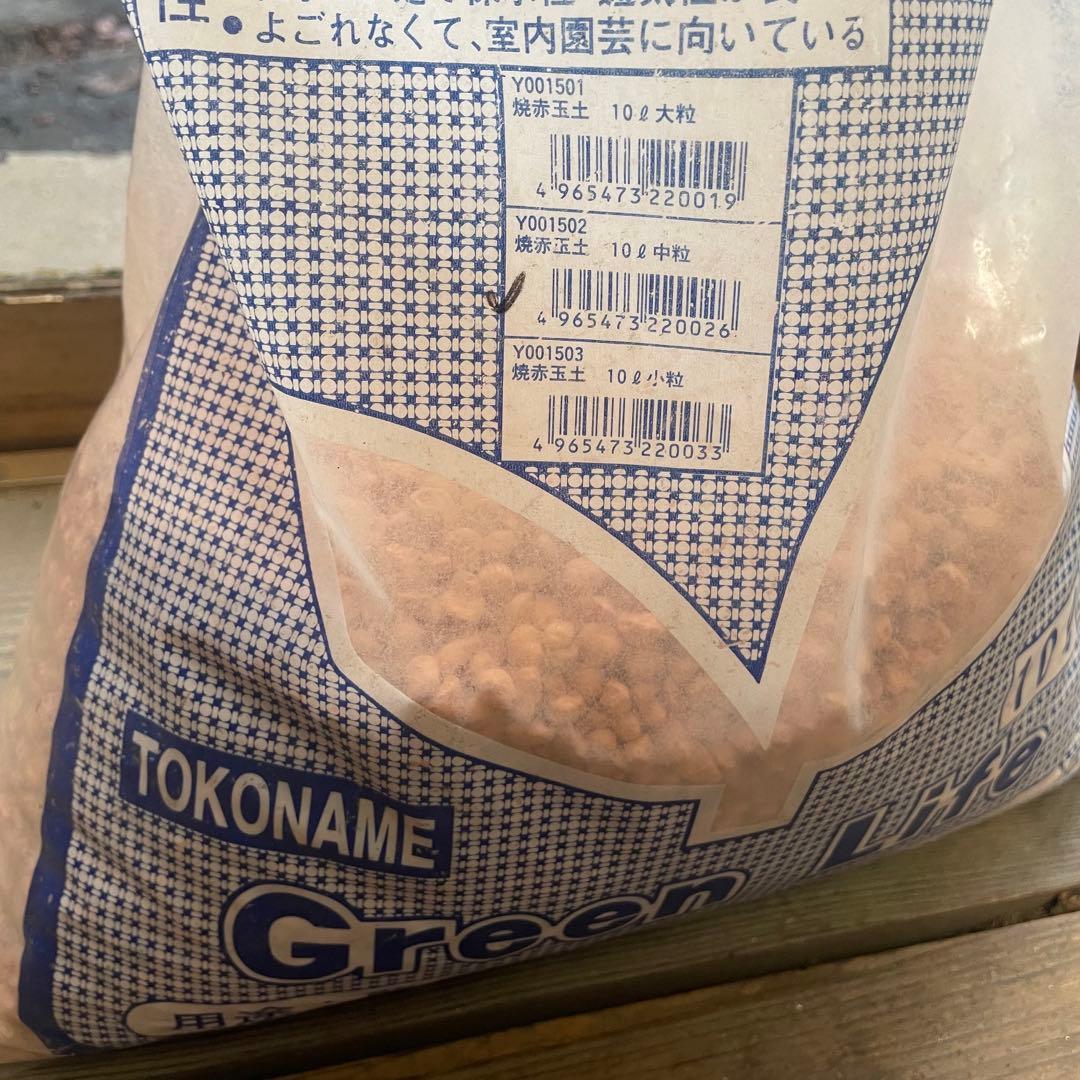 性
• よごれなくて、室内園芸に向いている
Y001501
焼赤玉土 10ℓ大粒
4 965473 220019
Y001502
焼赤玉土 10ℓ中粒
4 965473 220026
Y001503
焼赤玉土 10ℓ小粒
4 965473 220033
TOKONAME
Green Life
用途